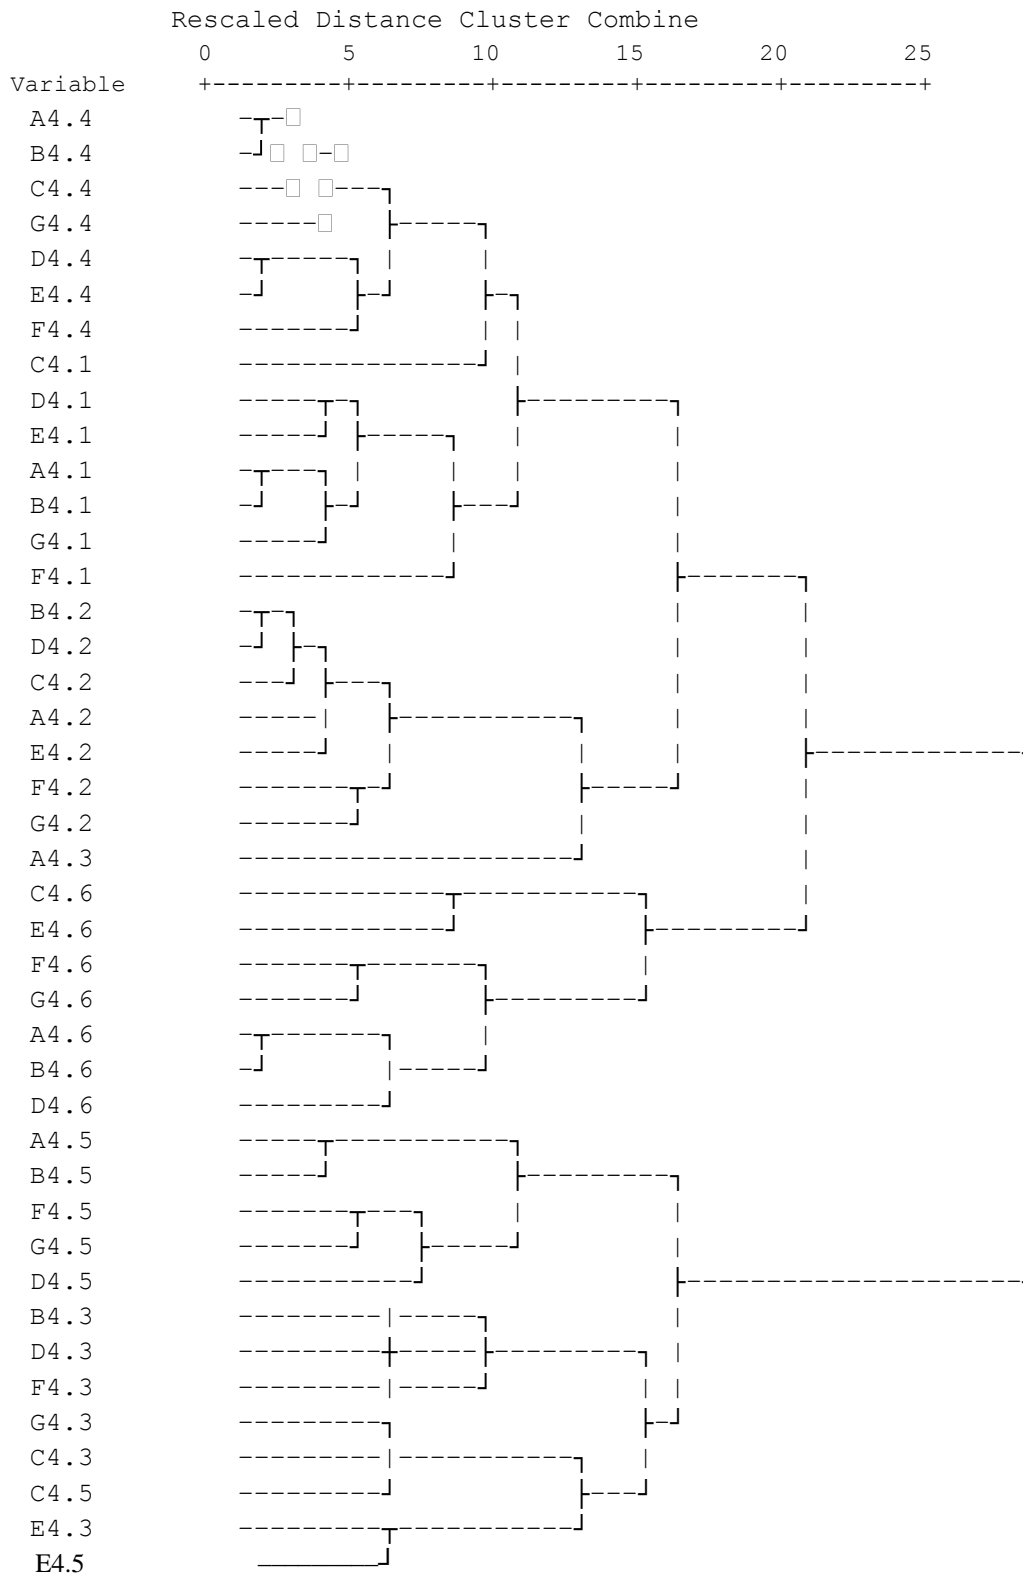 Rescaled Distance Cluster Combine
0 5 10 15 20 25
Variable +--------+--------+--------+--------+--------+
A4.4
B4.4
C4.4
G4.4
D4.4
E4.4
F4.4
C4.1
D4.1
E4.1
A4.1
B4.1
G4.1
F4.1
B4.2
D4.2
C4.2
A4.2
E4.2
F4.2
G4.2
A4.3
C4.6
E4.6
F4.6
G4.6
A4.6
B4.6
D4.6
A4.5
B4.5
F4.5
G4.5
D4.5
B4.3
D4.3
F4.3
G4.3
C4.3
C4.5
E4.3
E4.5